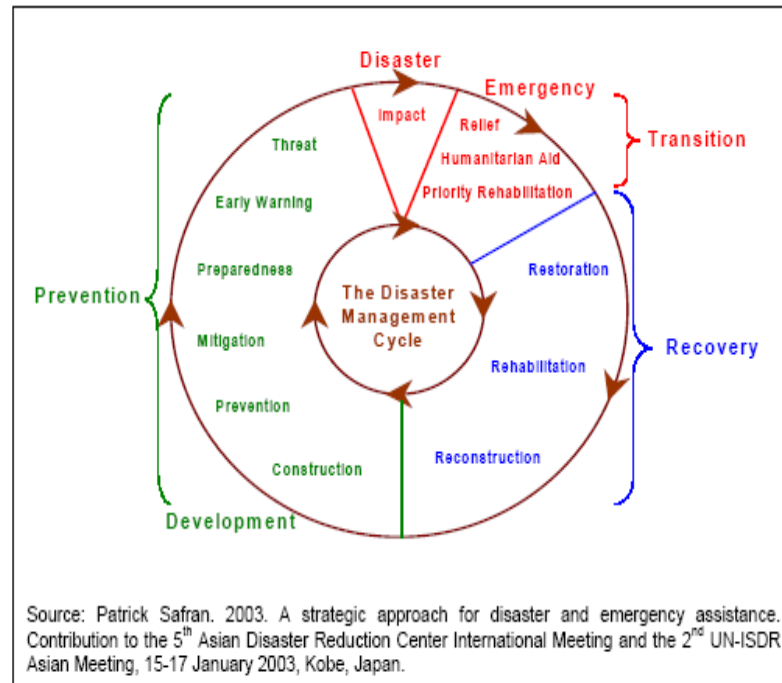 Disaster
Emergency
Impact
Relief
Humanitarian Aid
Priority Rehabilitation
Transition
Threat
Early Warning
Preparedness
Mitigation
Prevention
Construction
Prevention
Development
The Disaster
Management
Cycle
Restoration
Rehabilitation
Reconstruction
Recovery
Source: Patrick Safran. 2003. A strategic approach for disaster and emergency assistance.
Contribution to the 5th Asian Disaster Reduction Center International Meeting and the 2nd UN-ISDR
Asian Meeting, 15-17 January 2003, Kobe, Japan.